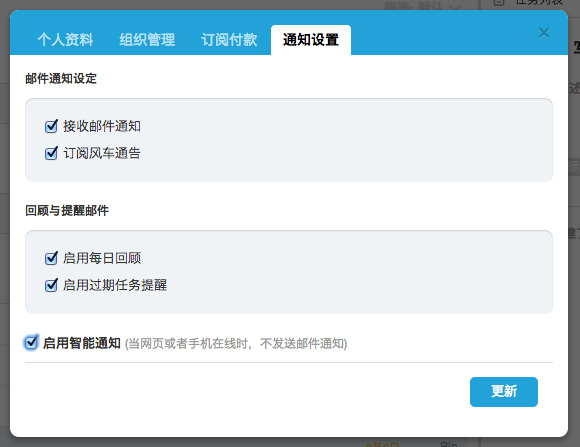 任务列表
个人资料 组织管理 订阅付款 通知设置
邮件通知设定
接收邮件通知
订阅风车通告
回顾与提醒邮件
启用每日回顾
启用过期任务提醒
启用智能通知 (当网页或者手机在线时，不发送邮件通知)
更新